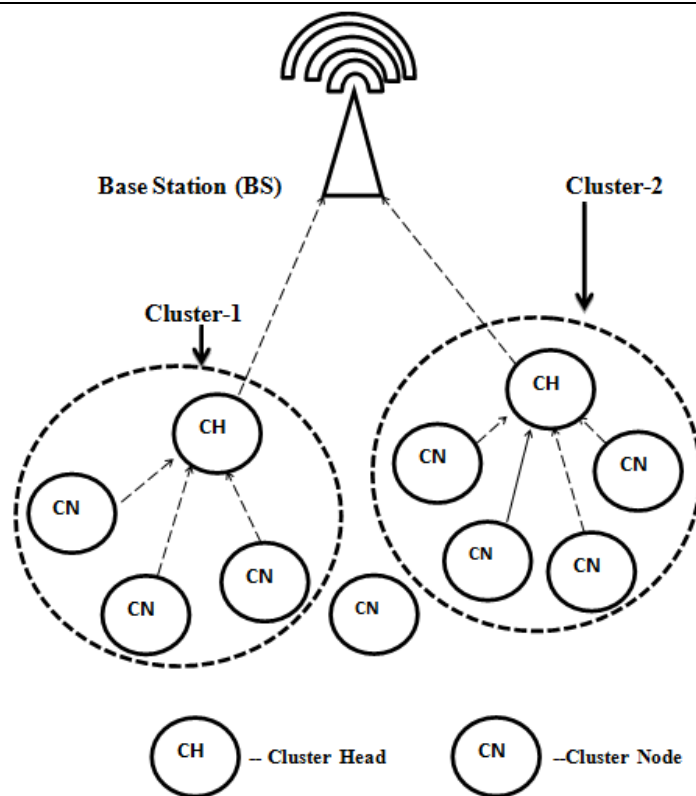 Base Station (BS)
Cluster-2
Cluster-1
CH
CH
CN
CN
CN
CN
CN
CN
CN
CN
CH -- Cluster Head
CN --Cluster Node